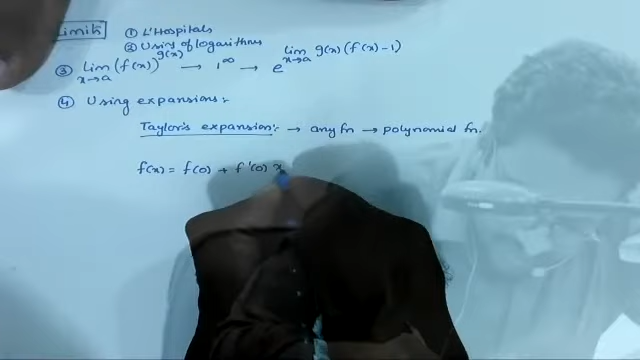 Limits
① L'Hospitals
② Using of logarithms
③ lim x→a (f(x))^g(x) → 1^∞ → e^lim x→a g(x)(f(x)-1)
④ Using expansions:-
Taylor's expansion:- → any fn → polynomial fn.
f(x) = f(0) + f'(0) x